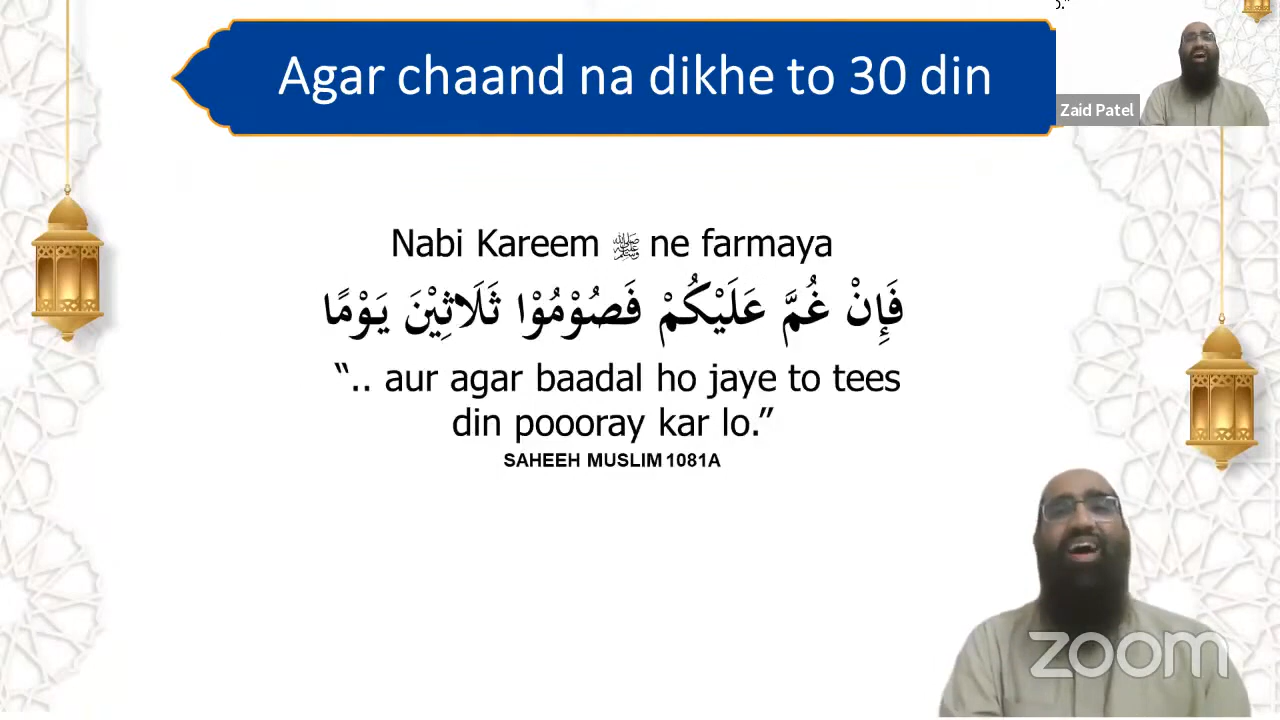 o."
Agar chaand na dikhe to 30 din
Zaid Patel
Nabi Kareem ﷺ ne farmaya
فَإِنْ غُمَّ عَلَيْكُمْ فَصُوْمُوْا ثَلَاثِيْنَ يَوْمًا
“.. aur agar baadal ho jaye to tees
din poooray kar lo.”
SAHEEH MUSLIM 1081A
zoom